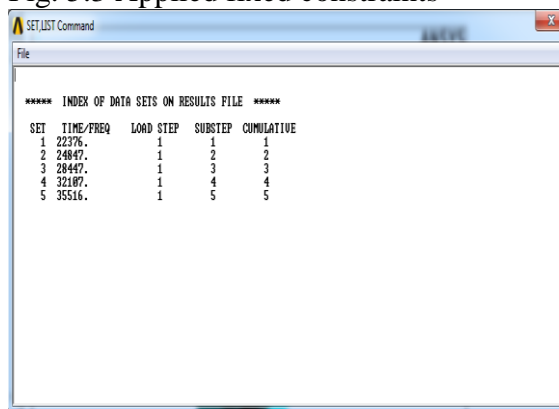 Fig. 5.5 Applied fixed constraints
SET,LIST Command
File
***** INDEX OF DATA SETS ON RESULTS FILE *****
SET TIME/FREQ LOAD STEP SUBSTEP CUMULATIVE
1 22376. 1 1 1
2 24847. 1 2 2
3 28447. 1 3 3
4 32107. 1 4 4
5 35516. 1 5 5